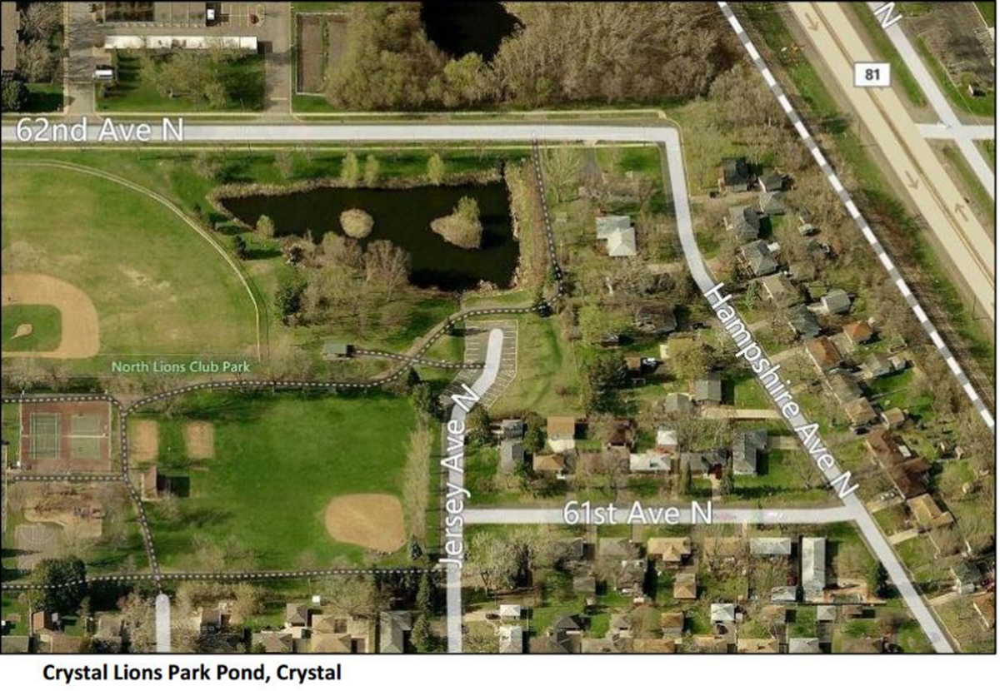 N
81
62nd Ave N
Hampshire Ave N
North Lions Club Park
Jersey Ave N
61st Ave N
Crystal Lions Park Pond, Crystal